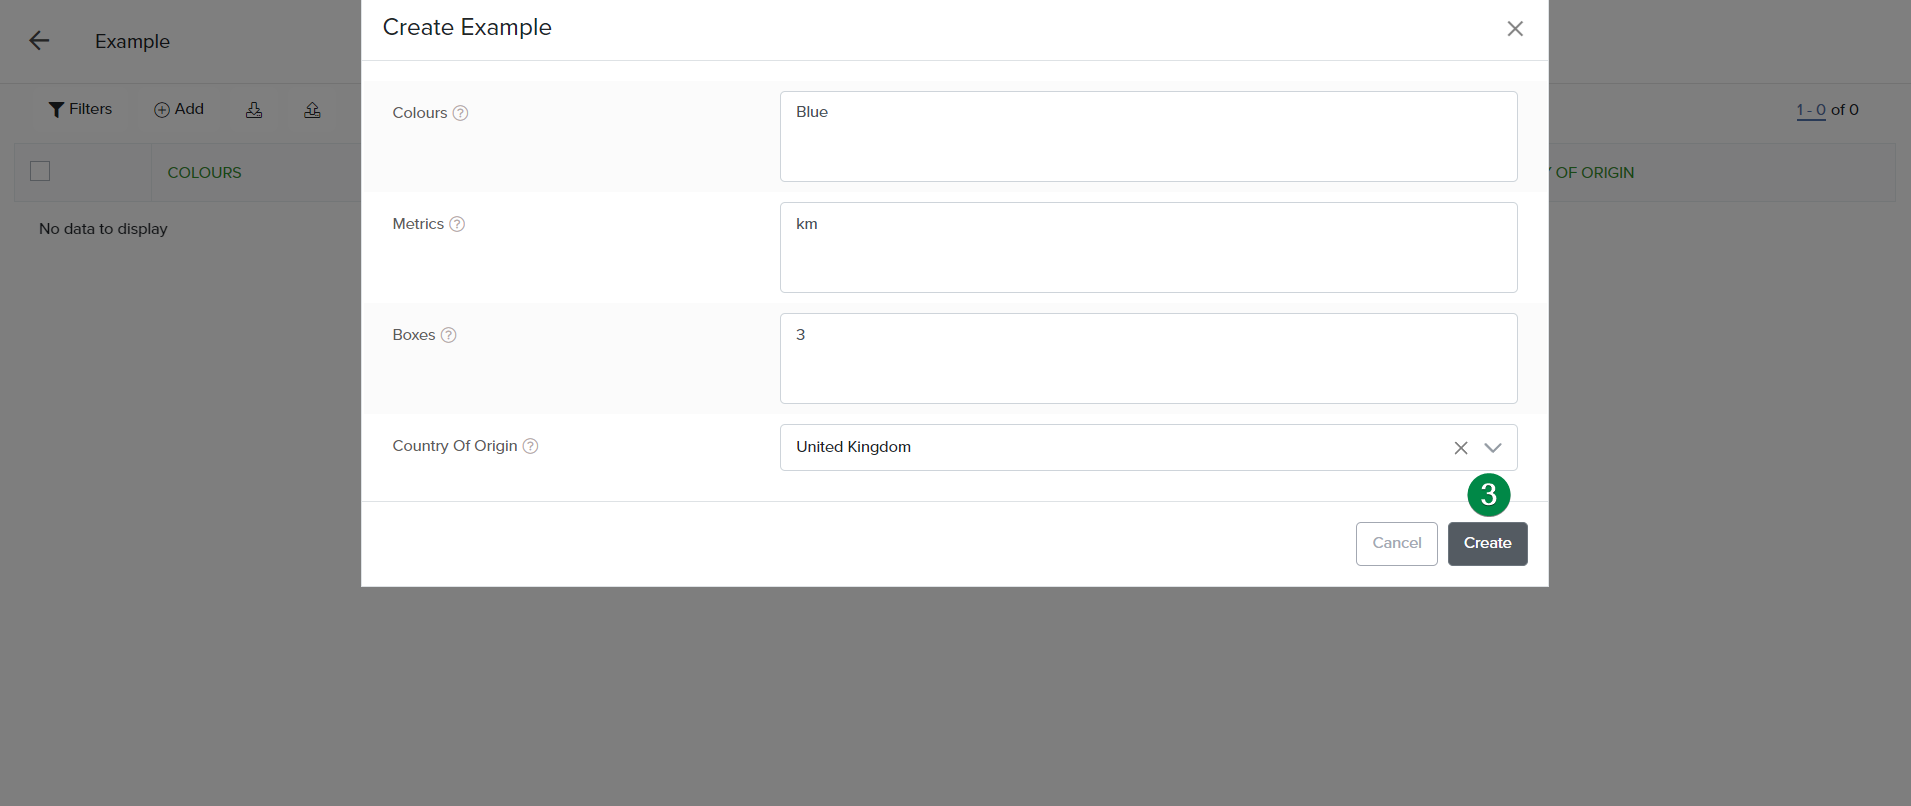 Create Example
Example
Filters
Add
1 - 0 of 0
COLOURS
OF ORIGIN
No data to display
Colours
Blue
Metrics
km
Boxes
3
Country Of Origin
United Kingdom
3
Cancel
Create